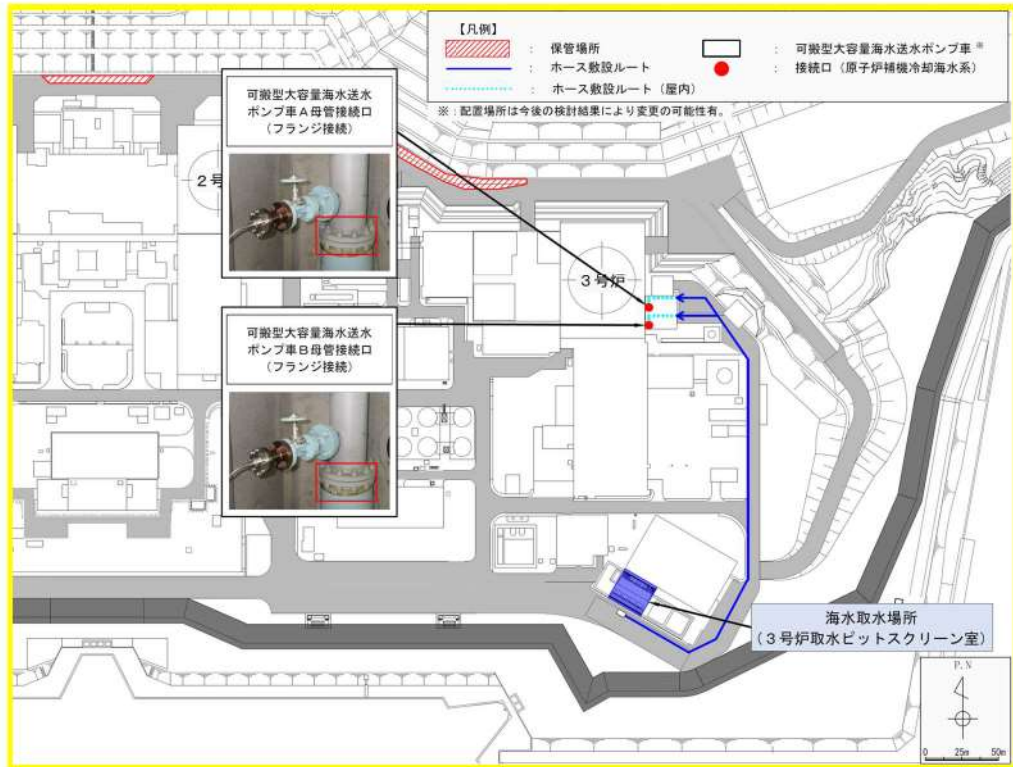 【凡例】
： 保管場所
： ホース敷設ルート
： ホース敷設ルート（屋内）
： 可搬型大容量海水送水ポンプ車※
： 接続口（原子炉補機冷却海水系）
※：配置場所は今後の検討結果により変更の可能性有。
可搬型大容量海水送水
ポンプ車Ａ母管接続口
（フランジ接続）
２号
３号炉
可搬型大容量海水送水
ポンプ車Ｂ母管接続口
（フランジ接続）
海水取水場所
（３号炉取水ピットスクリーン室）
P.N
0 25m 50m